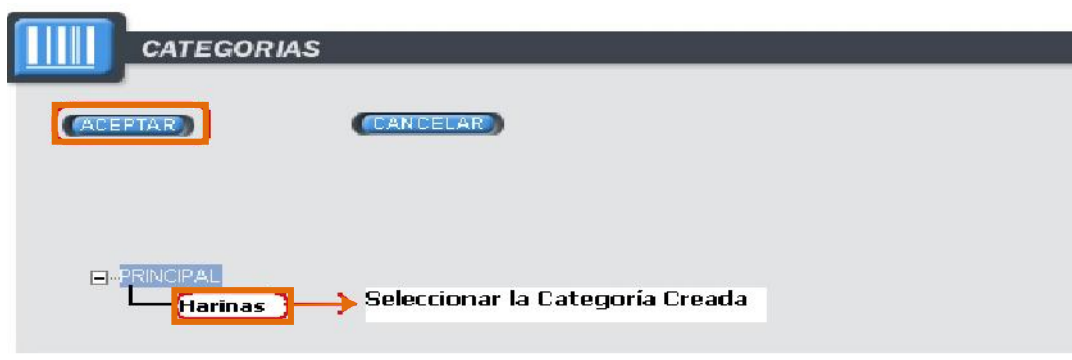 CATEGORIAS
ACEPTAR CANCELAR
PRINCIPAL
Harinas Seleccionar la Categoría Creada